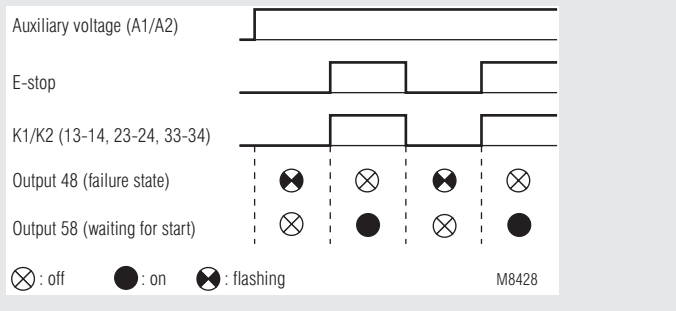 Auxiliary voltage (A1/A2)
E-stop
K1/K2 (13-14, 23-24, 33-34)
Output 48 (failure state)
Output 58 (waiting for start)
: off : on : flashing M8428